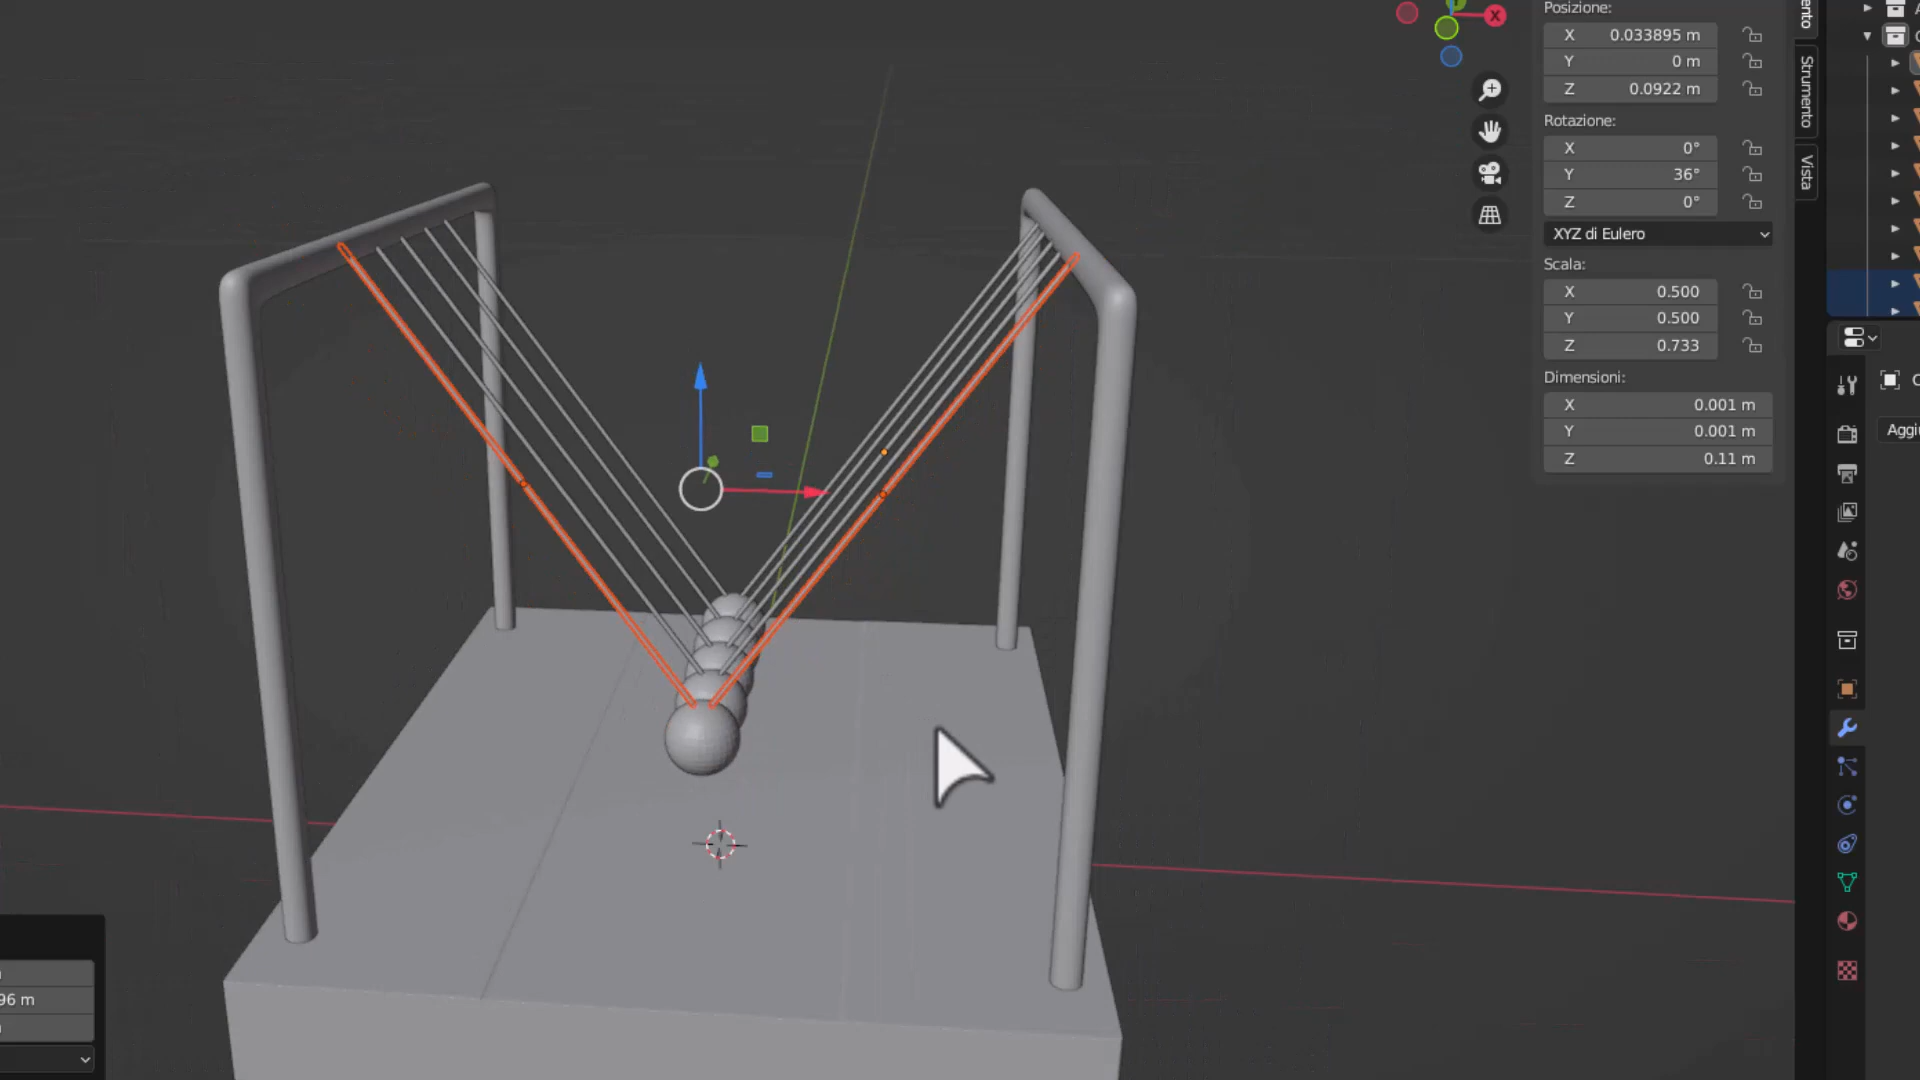 Posizione:
X 0.033895 m
Y 0 m
Z 0.0922 m
Rotazione:
X 0°
Y 36°
Z 0°
XYZ di Eulero
Scala:
X 0.500
Y 0.500
Z 0.733
Dimensioni:
X 0.001 m
Y 0.001 m
Z 0.11 m
Strumento
Vista
X
96 m